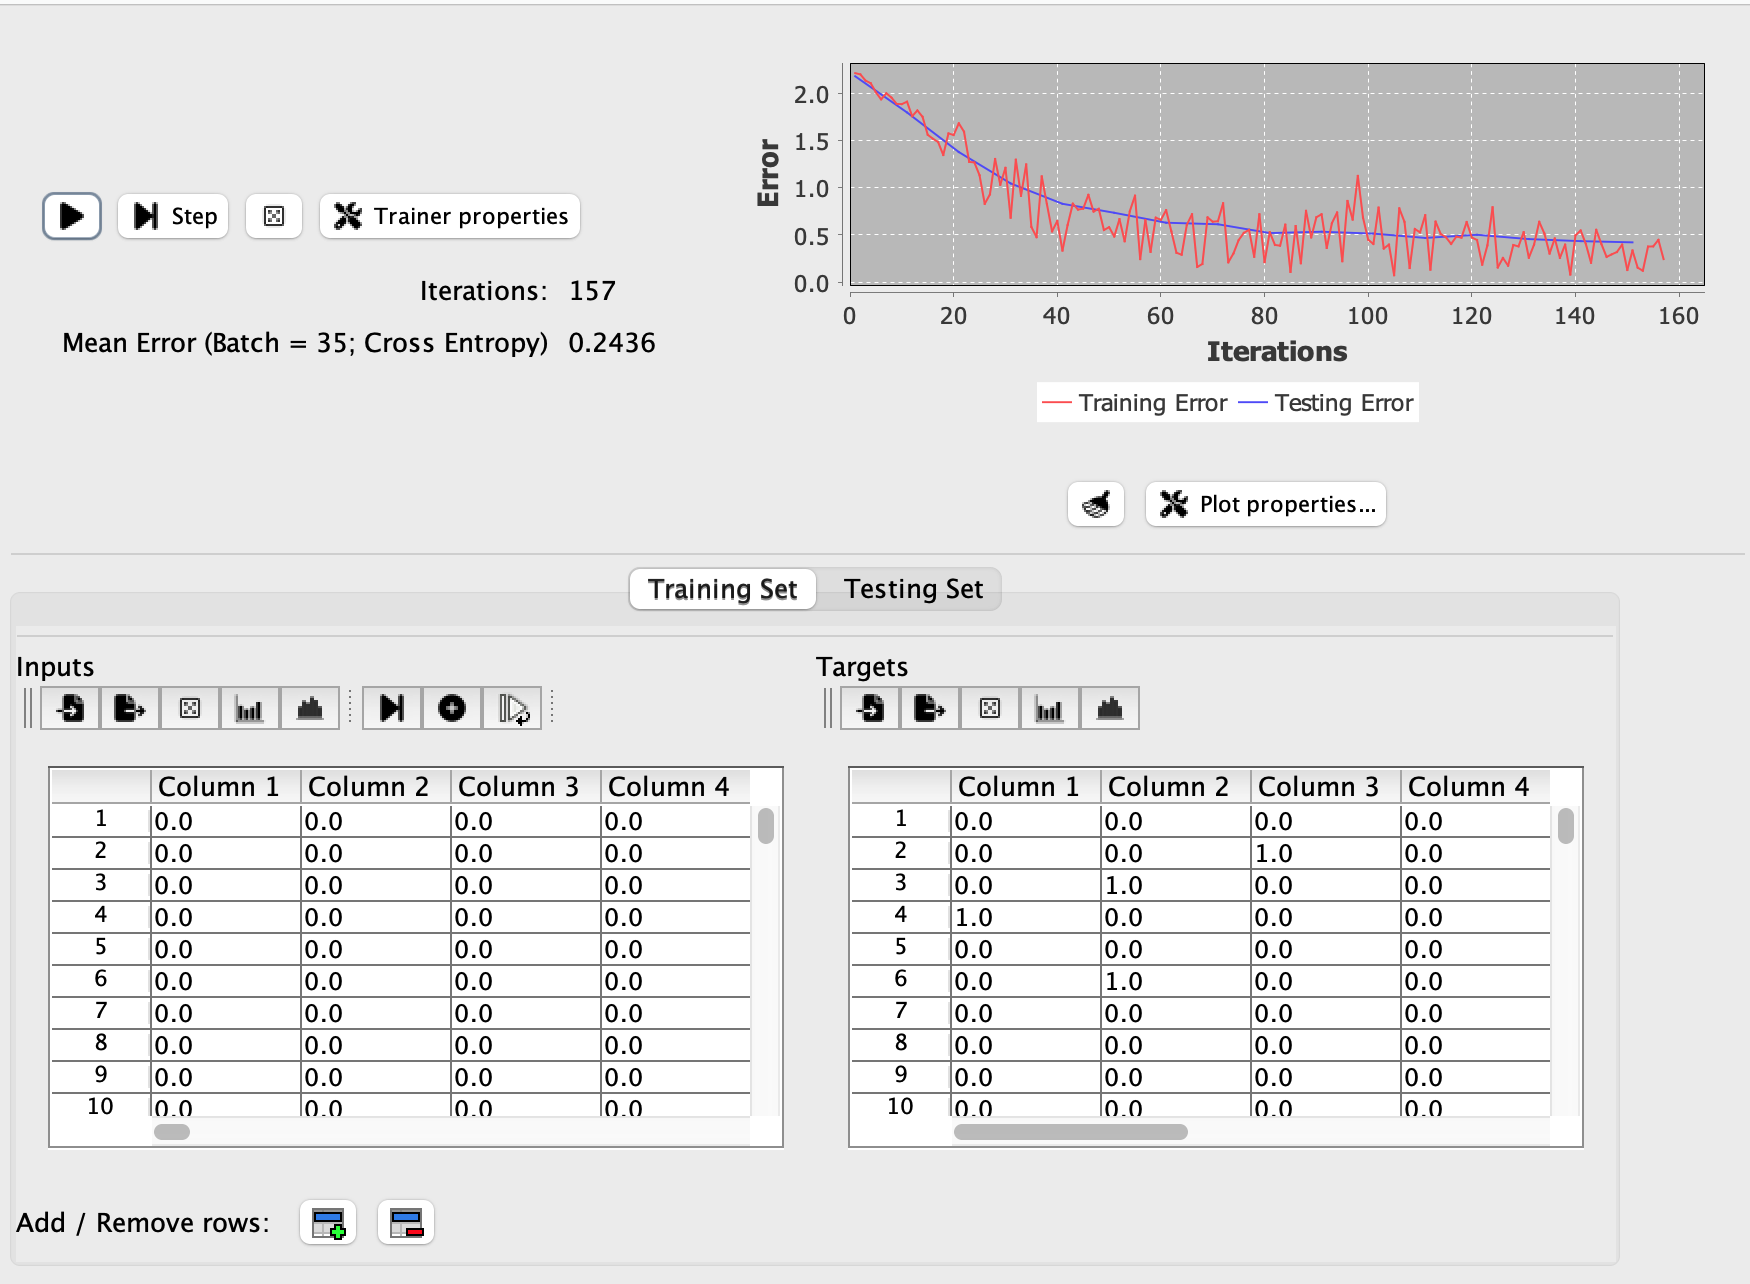 2.0
1.5
1.0
0.5
0.0
Error
0 20 40 60 80 100 120 140 160
Iterations
Training Error Testing Error
Step Trainer properties
Iterations: 157
Mean Error (Batch = 35; Cross Entropy) 0.2436
Plot properties...
Training Set Testing Set
Inputs
Column 1 Column 2 Column 3 Column 4
1 0.0 0.0 0.0 0.0
2 0.0 0.0 0.0 0.0
3 0.0 0.0 0.0 0.0
4 0.0 0.0 0.0 0.0
5 0.0 0.0 0.0 0.0
6 0.0 0.0 0.0 0.0
7 0.0 0.0 0.0 0.0
8 0.0 0.0 0.0 0.0
9 0.0 0.0 0.0 0.0
10 0.0 0.0 0.0 0.0
Targets
Column 1 Column 2 Column 3 Column 4
1 0.0 0.0 0.0 0.0
2 0.0 0.0 1.0 0.0
3 0.0 1.0 0.0 0.0
4 1.0 0.0 0.0 0.0
5 0.0 0.0 0.0 0.0
6 0.0 1.0 0.0 0.0
7 0.0 0.0 0.0 0.0
8 0.0 0.0 0.0 0.0
9 0.0 0.0 0.0 0.0
10 0.0 0.0 0.0 0.0
Add / Remove rows: